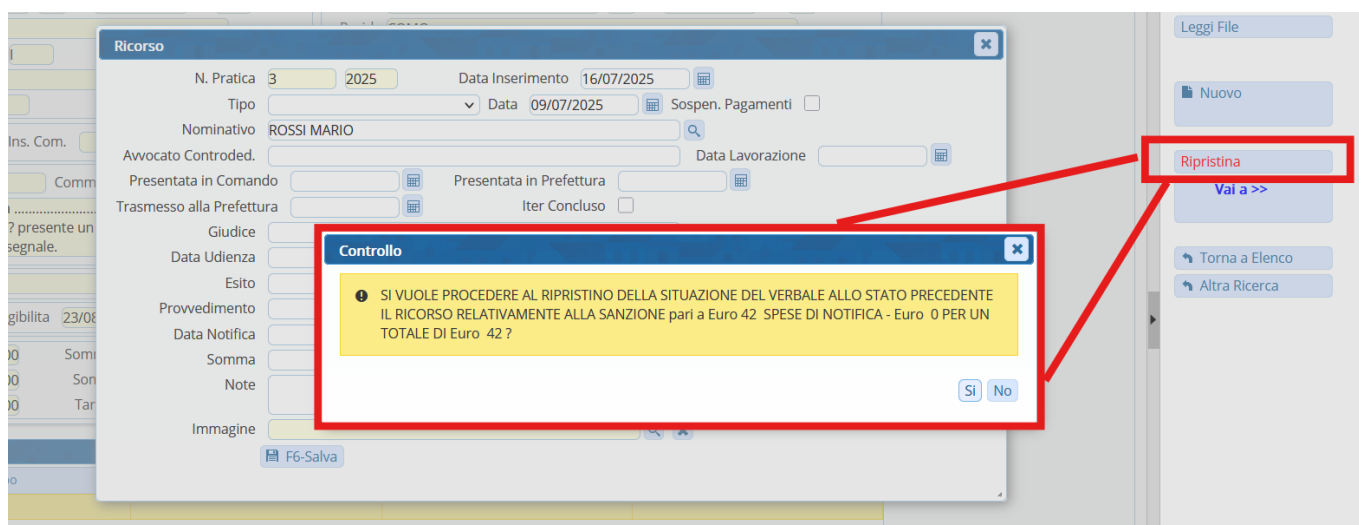 Leggi File
Ricorso
N. Pratica 3 2025 Data Inserimento 16/07/2025
Nuovo
Tipo Data 09/07/2025 Sospen. Pagamenti
Nominativo ROSSI MARIO
Ins. Com.
Avvocato Controded. Data Lavorazione
Ripristina
Comm Presentata in Comando Presentata in Prefettura
Vai a >>
Trasmesso alla Prefettura Iter Concluso
? presente un
Giudice
segnale.
Controllo
Data Udienza
Torna a Elenco
Esito
Altra Ricerca
SI VUOLE PROCEDERE AL RIPRISTINO DELLA SITUAZIONE DEL VERBALE ALLO STATO PRECEDENTE
IL RICORSO RELATIVAMENTE ALLA SANZIONE pari a Euro 42 SPESE DI NOTIFICA - Euro 0 PER UN
TOTALE DI Euro 42 ?
Provvedimento
gibilita 23/08
Data Notifica
Somma
Note
Si No
Tar
Immagine
F6-Salva